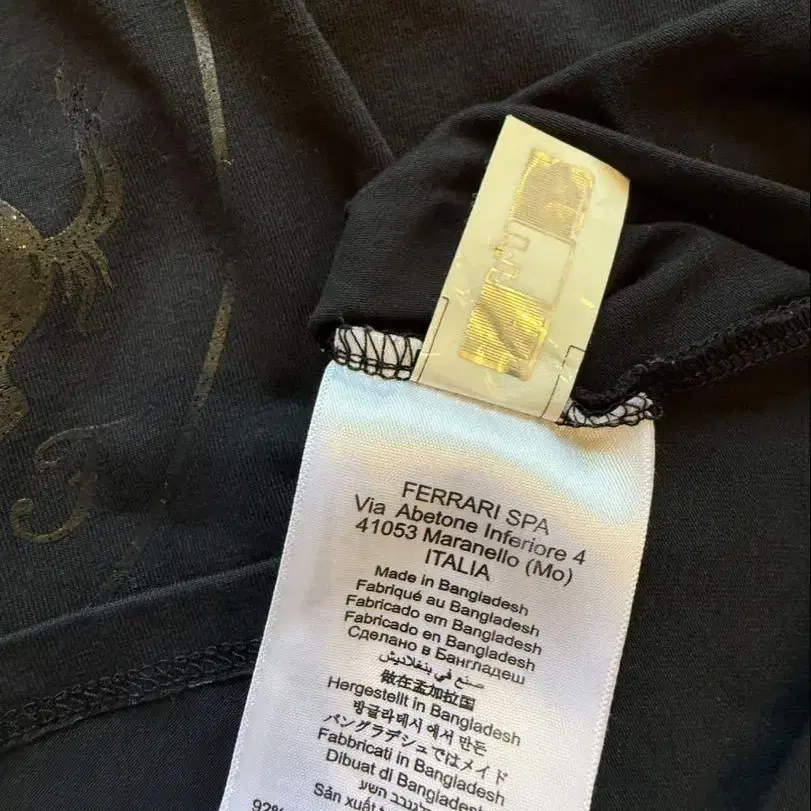 F
FERRARI SPA
Via Abetone Inferiore 4
41053 Maranello (Mo)
ITALIA
Made in Bangladesh
Fabriqué au Bangladesh
Fabricado em Bangladesh
Fabricado en Bangladesh
Сделано в Бангладеш
صنع في بنغلاديش
做在孟加拉国
Hergestellt in Bangladesh
방글라데시에서 만든
バングラデシュではメイド
Fabbricati in Bangladesh
Dibuat di Bangladesh
Sản xuất
92%